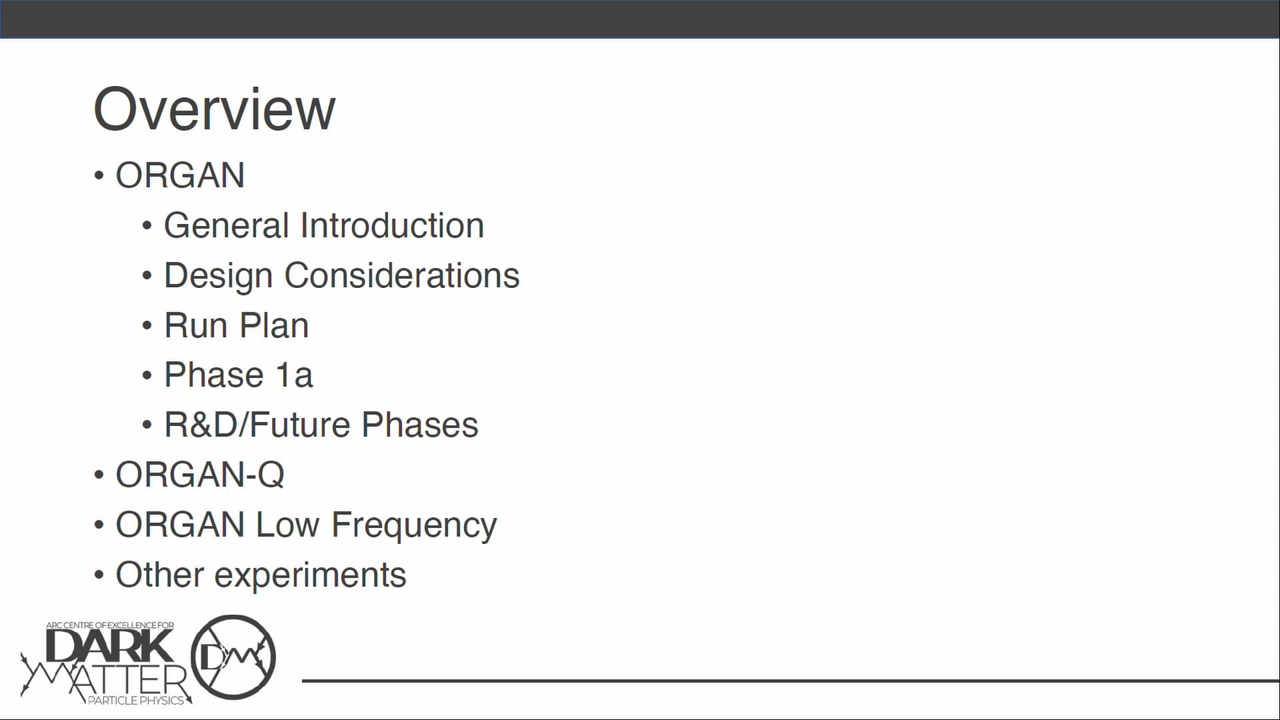 Overview
• ORGAN
• General Introduction
• Design Considerations
• Run Plan
• Phase 1a
• R&D/Future Phases
• ORGAN-Q
• ORGAN Low Frequency
• Other experiments
ARC CENTRE OF EXCELLENCE FOR
DARK
MATTER
PARTICLE PHYSICS
DM